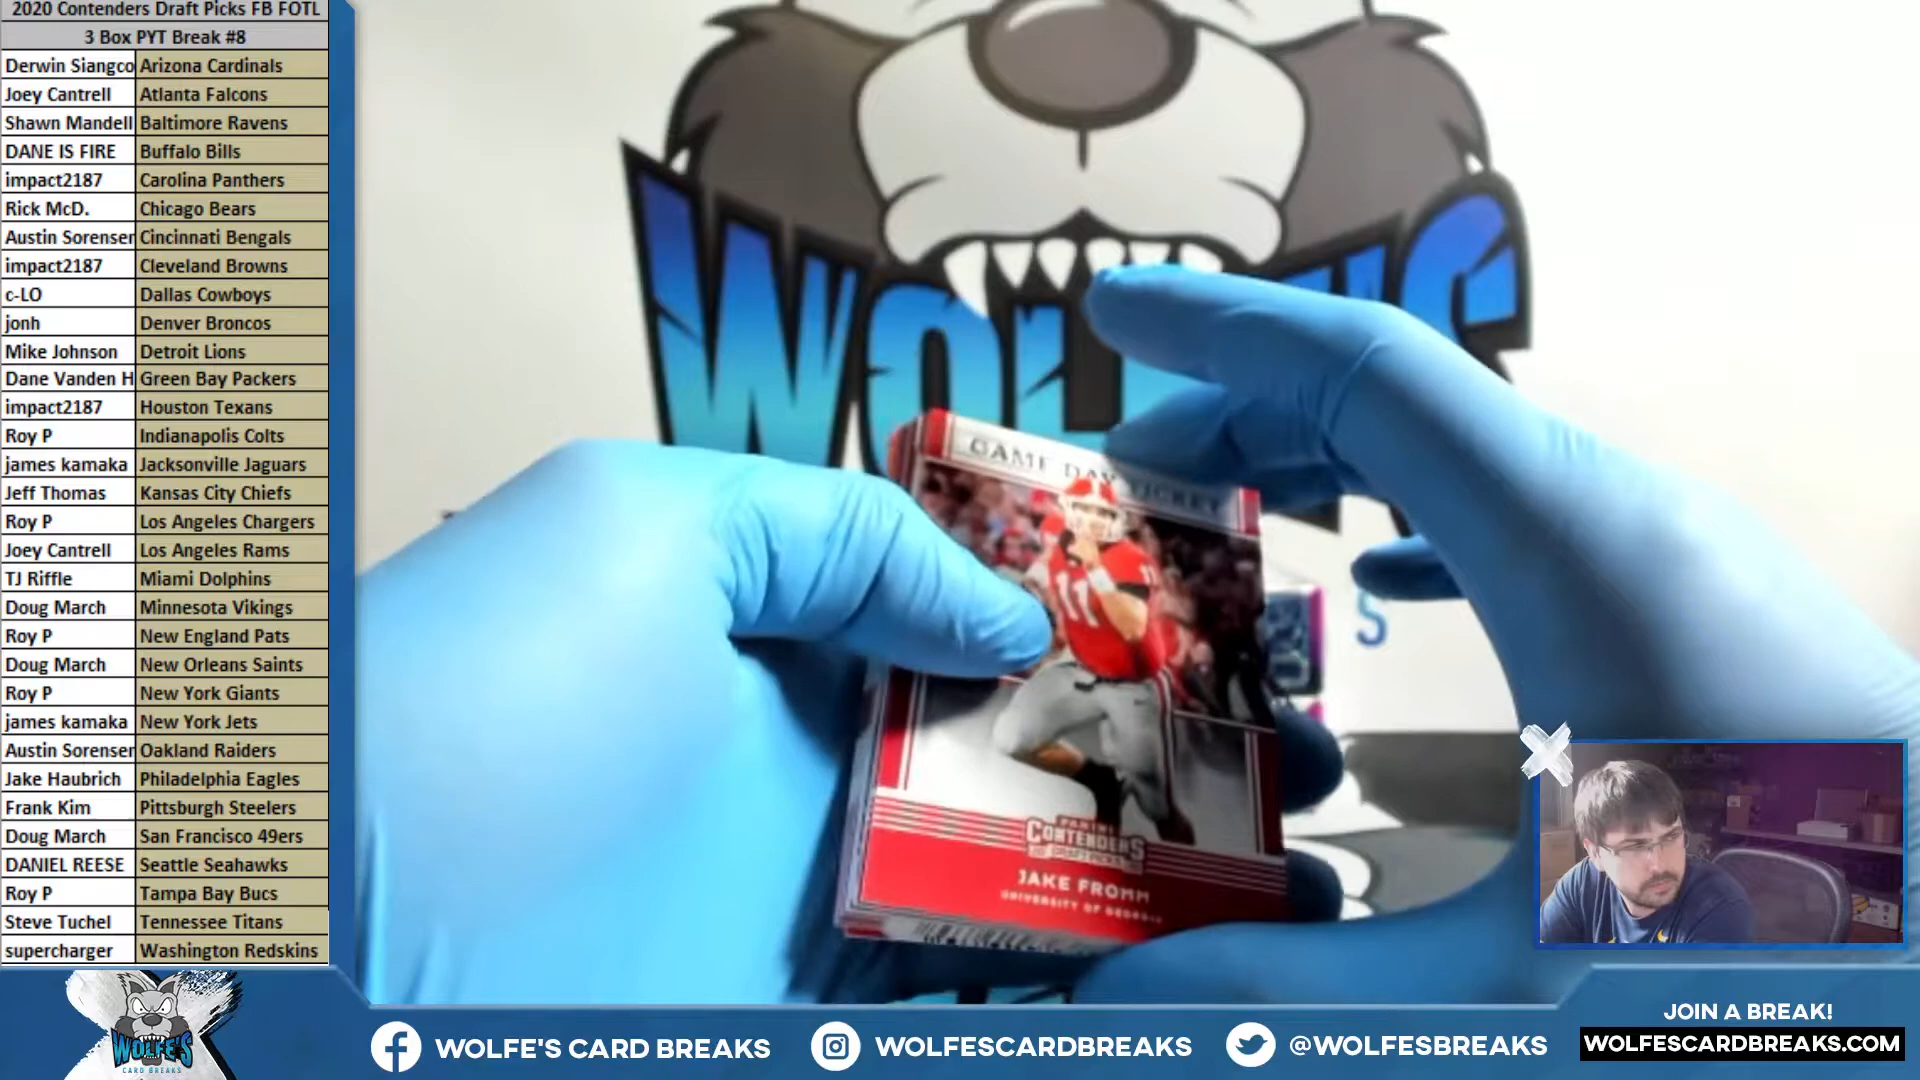 2020 Contenders Draft Picks FB FOTL
3 Box PYT Break #8
Derwin Siangco Arizona Cardinals
Joey Cantrell Atlanta Falcons
Shawn Mandell Baltimore Ravens
DANE IS FIRE Buffalo Bills
impact2187 Carolina Panthers
Rick McD. Chicago Bears
Austin Sorenser Cincinnati Bengals
impact2187 Cleveland Browns
c-LO Dallas Cowboys
jonh Denver Broncos
Mike Johnson Detroit Lions
Dane Vanden H Green Bay Packers
impact2187 Houston Texans
Roy P Indianapolis Colts
james kamaka Jacksonville Jaguars
Jeff Thomas Kansas City Chiefs
Roy P Los Angeles Chargers
Joey Cantrell Los Angeles Rams
TJ Riffle Miami Dolphins
Doug March Minnesota Vikings
Roy P New England Pats
Doug March New Orleans Saints
Roy P New York Giants
james kamaka New York Jets
Austin Sorenser Oakland Raiders
Jake Haubrich Philadelphia Eagles
Frank Kim Pittsburgh Steelers
Doug March San Francisco 49ers
DANIEL REESE Seattle Seahawks
Roy P Tampa Bay Bucs
Steve Tuchel Tennessee Titans
supercharger Washington Redskins
WOLFE'S
GAME DAY TICKET
11
PANINI
CONTENDERS
DRAFT PICKS
JAKE FROMM
UNIVERSITY OF GEORGIA
S
WOLFE'S
CARD BREAKS
WOLFE'S CARD BREAKS
WOLFESCARDBREAKS
@WOLFESBREAKS
JOIN A BREAK!
WOLFESCARDBREAKS.COM